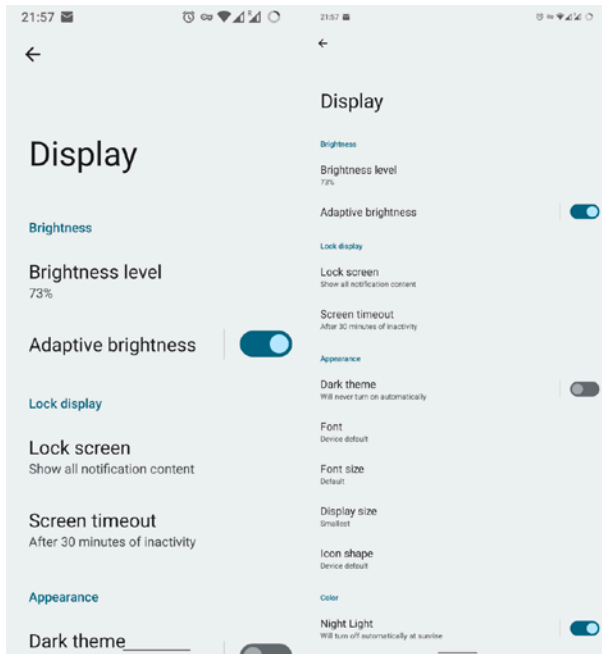 21:57
Display
Brightness
Brightness level
73%
Adaptive brightness
Lock display
Lock screen
Show all notification content
Screen timeout
After 30 minutes of inactivity
Appearance
Dark theme
21:57
Display
Brightness
Brightness level
73%
Adaptive brightness
Lock display
Lock screen
Show all notification content
Screen timeout
After 30 minutes of inactivity
Appearance
Dark theme
Will never turn on automatically
Font
Device default
Font size
Default
Display size
Smallest
Icon shape
Device default
Color
Night Light
Will turn off automatically at sunrise